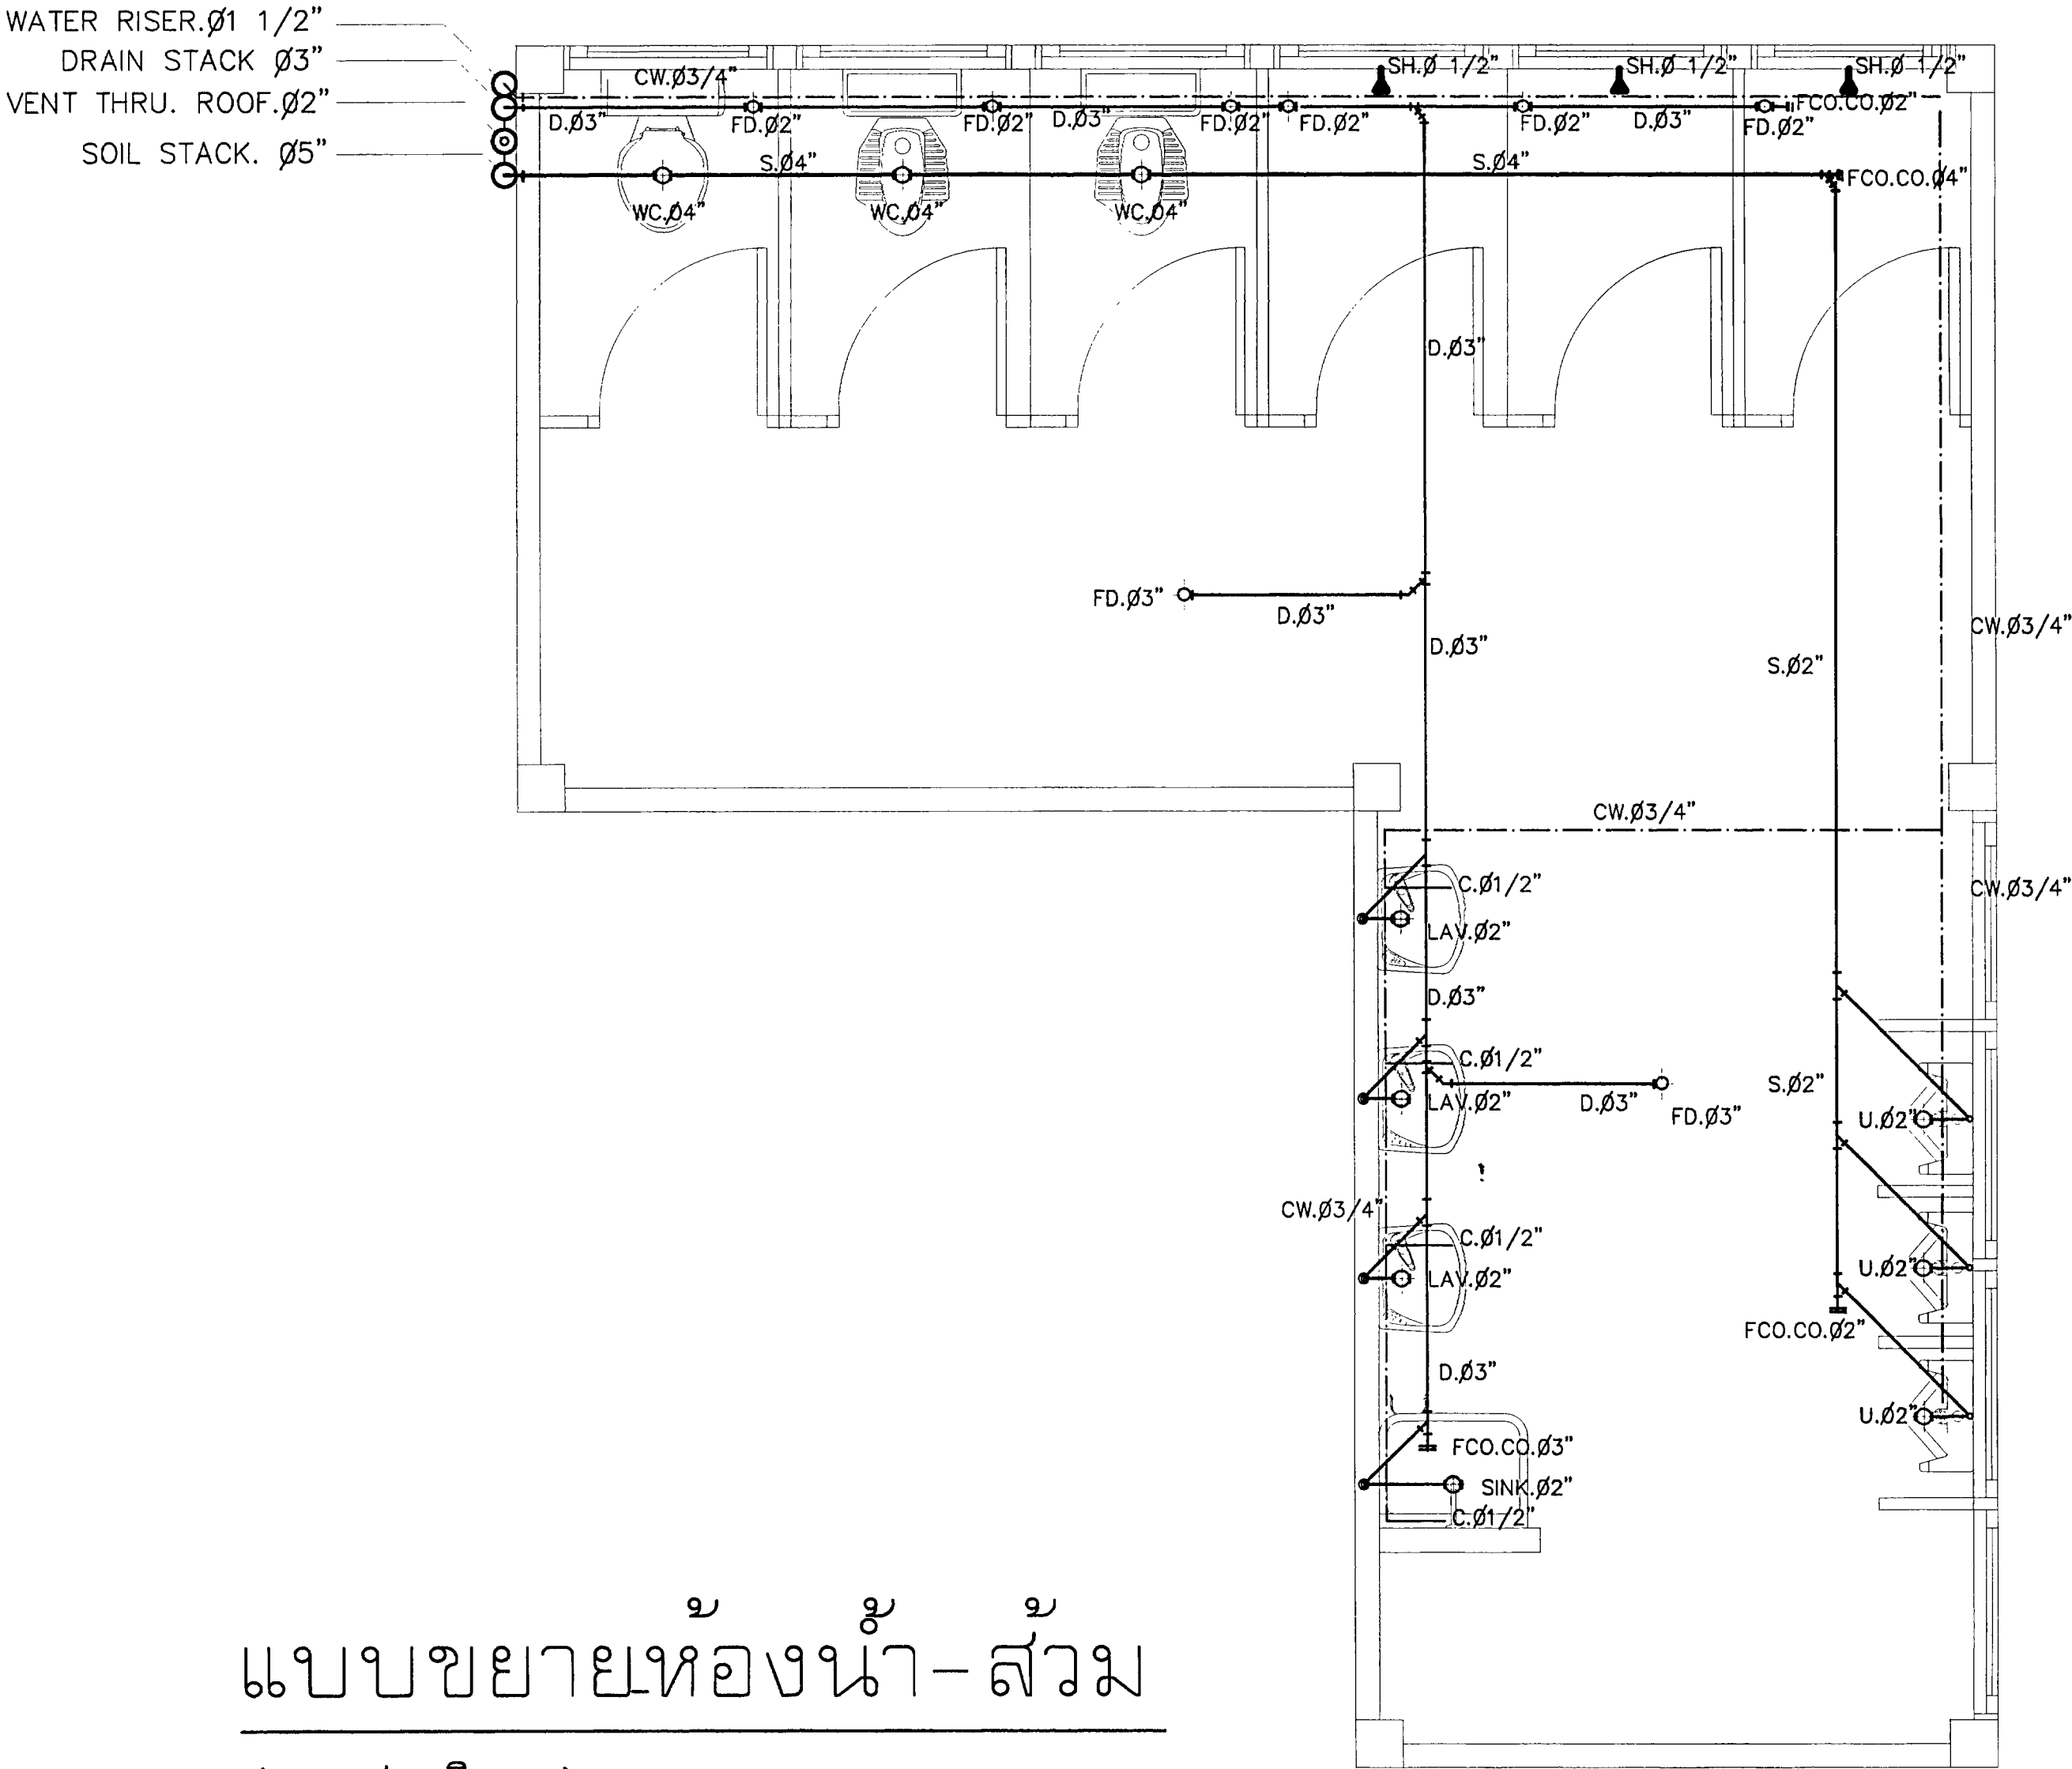 WATER RISER.Ø1 1/2"
DRAIN STACK Ø3"
VENT THRU. ROOF.Ø2"
SOIL STACK. Ø5"
CW.Ø3/4"
SH.Ø 1/2"
SH.Ø 1/2"
SH.Ø 1/2"
D.Ø3"
FD.Ø2"
FD.Ø2"
D.Ø3"
FD.Ø2"
FD.Ø2"
FD.Ø2"
D.Ø3"
FD.Ø2"
FCO.CO.Ø2"
S.Ø4"
S.Ø4"
FCO.CO.Ø4"
WC.Ø4"
WC.Ø4"
WC.Ø4"
D.Ø3"
FD.Ø3"
D.Ø3"
D.Ø3"
CW.Ø3/4"
S.Ø2"
CW.Ø3/4"
C.Ø1/2"
CW.Ø3/4"
LAV.Ø2"
D.Ø3"
C.Ø1/2"
LAV.Ø2"
D.Ø3"
FD.Ø3"
S.Ø2"
U.Ø2"
CW.Ø3/4"
C.Ø1/2"
LAV.Ø2"
U.Ø2"
FCO.CO.Ø2"
D.Ø3"
U.Ø2"
FCO.CO.Ø3"
SINK.Ø2"
C.Ø1/2"
แบบขยายห้องน้ำ-ส้วม